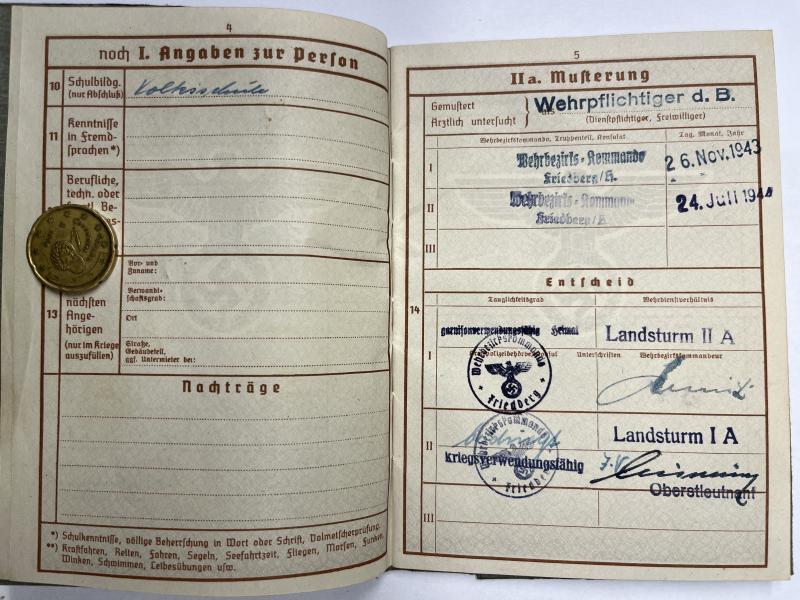 4
noch I. Angaben zur Person
10 Schulbildg. (nur Abschluß) Volksschule
11 Kenntnisse in Fremd-
sprachen*)
Berufliche,
techn. oder
Vor- und
Zuname:
Verwandt-
schaftsgrad:
13 nächsten
Ange-
hörigen
(nur im Kriege
auszufüllen)
Ort
Straße,
Gebäudeteil,
ggf. Untermieter bei:
Nachträge
*) Schulkenntnisse, völlige Beherrschung in Wort oder Schrift, Dolmetscherprüfung.
**) Kraftfahren, Reiten, Fahren, Segeln, Seefahrtzeit, Fliegen, Morsen, Funken,
Winken, Schwimmen, Leibesübungen usw.
5
II a. Musterung
Gemustert
Ärztlich untersucht
als
Wehrpflichtiger d. B.
(Dienstpflichtiger, Freiwilliger)
Wehrbezirkskommando, Truppenteil, Konsulat
Tag, Monat, Jahr
I
Wehrbezirks-Kommando
Friedberg/H.
26. Nov. 1943
II
Wehrbezirks-Kommando
Friedberg/H.
24. Juli 1944
III
Entscheid
14
Tauglichkeitsgrad
Wehrdienstverhältnis
garnisonverwendungsfähig Heimat
Landsturm II A
I
Unterschriften
Wehrbezirkskommandeur
Wehrbezirkskommando
Friedberg
II
Landsturm I A
Wehrbezirkskommando
kriegsverwendungsfähig
Friedberg
Oberstleutnant
III